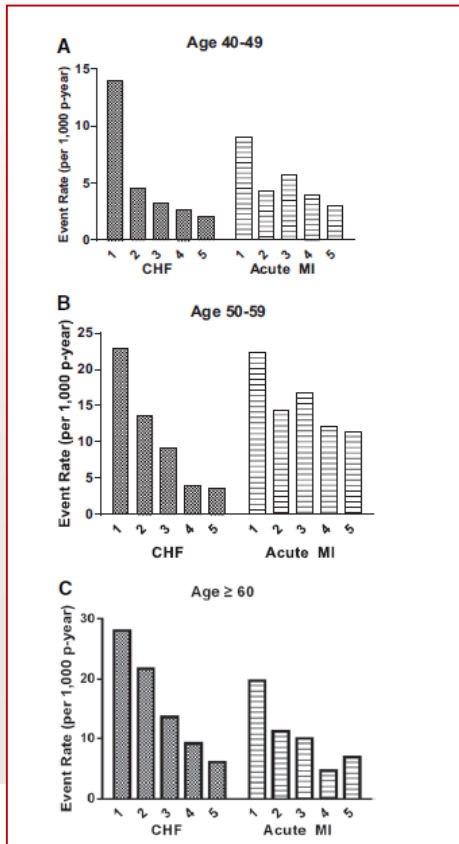 A
Age 40-49
Event Rate (per 1,000 p-year)
15
10
5
0
1 2 3 4 5 1 2 3 4 5
CHF Acute MI
B
Age 50-59
Event Rate (per 1,000 p-year)
25
20
15
10
5
0
1 2 3 4 5 1 2 3 4 5
CHF Acute MI
C
Age ≥ 60
Event Rate (per 1,000 p-year)
30
20
10
0
1 2 3 4 5 1 2 3 4 5
CHF Acute MI